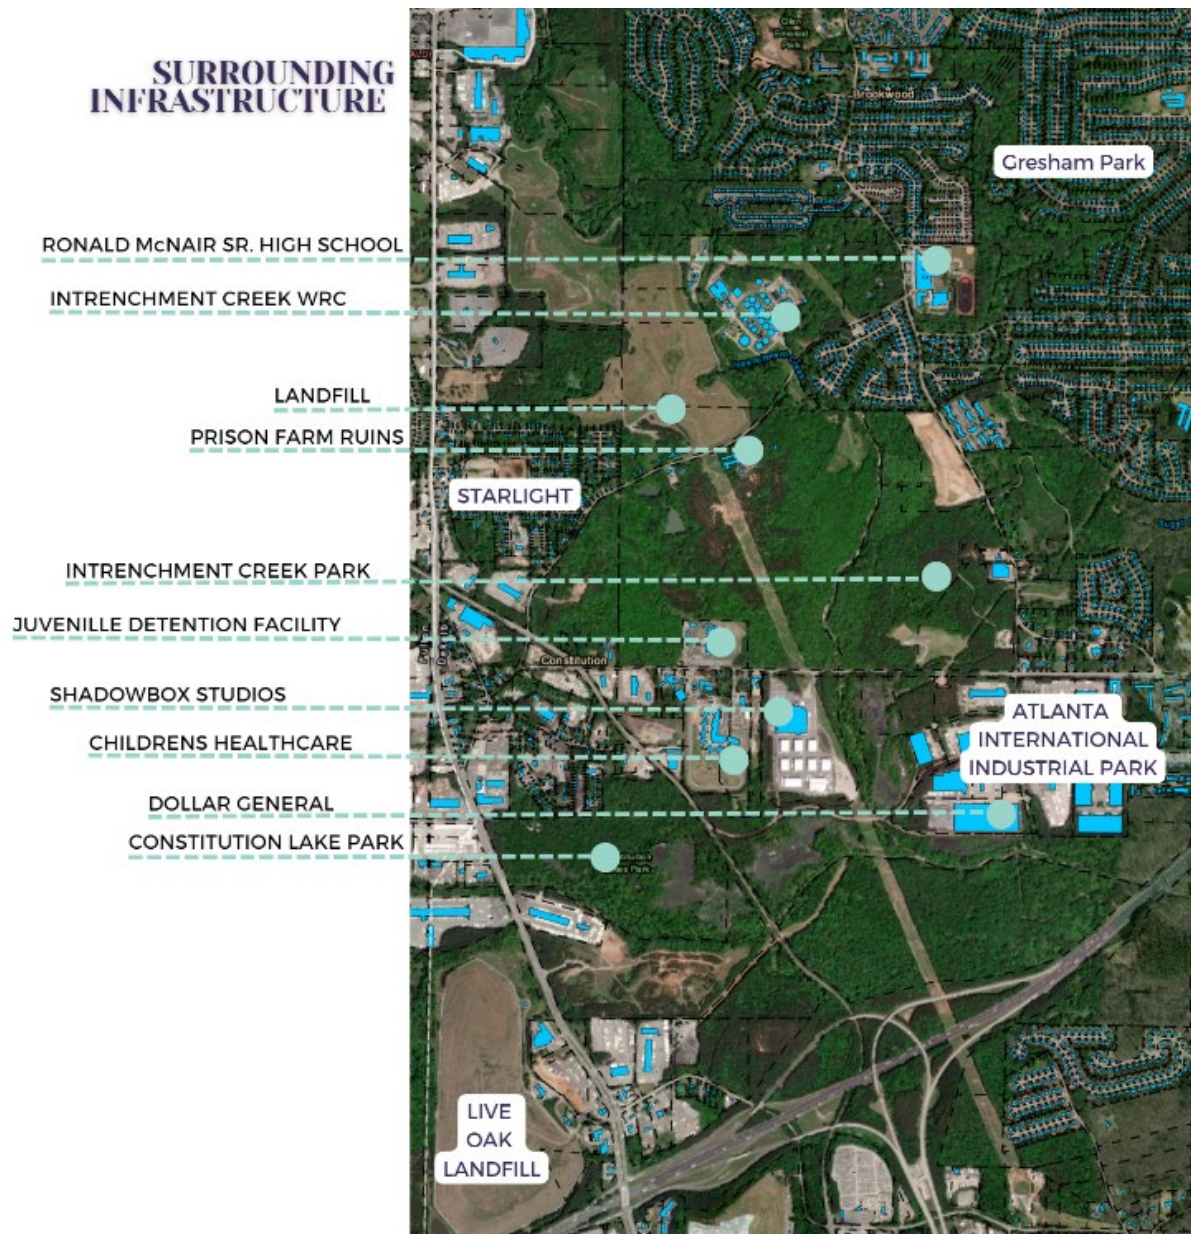 SURROUNDING
INFRASTRUCTURE
Brookwood
Gresham Park
RONALD McNAIR SR. HIGH SCHOOL
INTRENCHMENT CREEK WRC
LANDFILL
PRISON FARM RUINS
STARLIGHT
INTRENCHMENT CREEK PARK
JUVENILLE DETENTION FACILITY
Constitution
SHADOWBOX STUDIOS
CHILDRENS HEALTHCARE
ATLANTA
INTERNATIONAL
INDUSTRIAL PARK
DOLLAR GENERAL
CONSTITUTION LAKE PARK
LIVE
OAK
LANDFILL